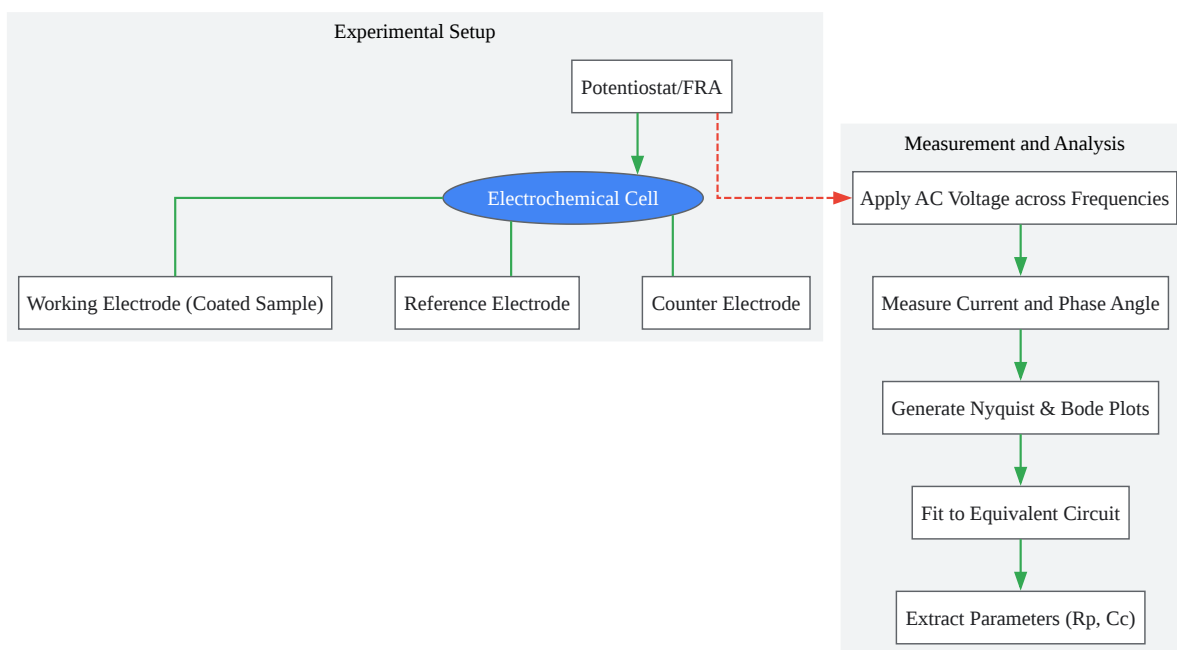 Experimental Setup
Potentiostat/FRA
Electrochemical Cell
Working Electrode (Coated Sample)
Reference Electrode
Counter Electrode
Measurement and Analysis
Apply AC Voltage across Frequencies
Measure Current and Phase Angle
Generate Nyquist & Bode Plots
Fit to Equivalent Circuit
Extract Parameters (Rp, Cc)